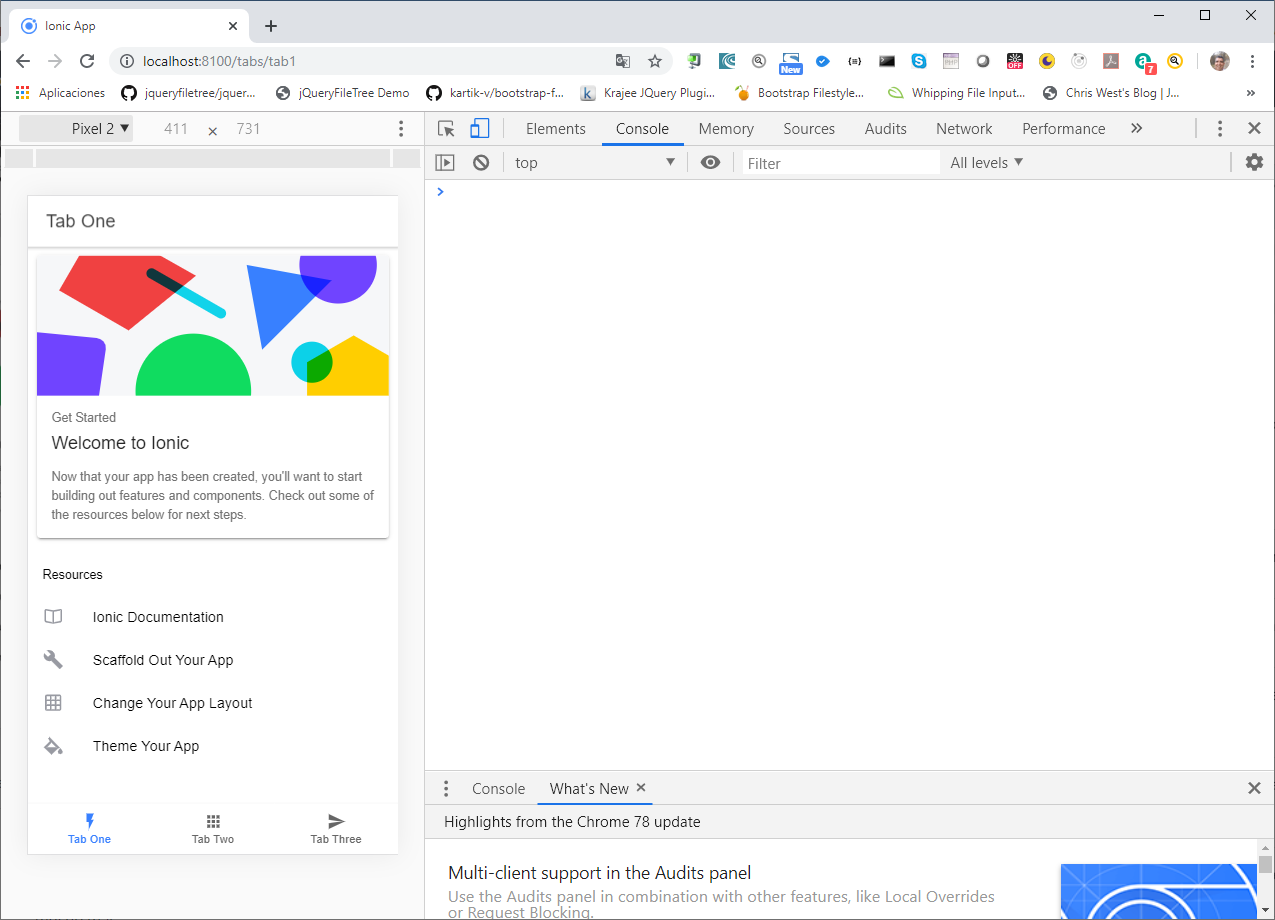 Ionic App
localhost:8100/tabs/tab1
New
OFF
7
Aplicaciones
jqueryfiletree/jquer...
jQueryFileTree Demo
kartik-v/bootstrap-f...
Krajee JQuery Plugi...
Bootstrap Filestyle...
Whipping File Input...
Chris West's Blog | J...
Pixel 2
411
731
Elements
Console
Memory
Sources
Audits
Network
Performance
top
Filter
All levels
Tab One
Get Started
Welcome to Ionic
Now that your app has been created, you'll want to start
building out features and components. Check out some of
the resources below for next steps.
Resources
Ionic Documentation
Scaffold Out Your App
Change Your App Layout
Theme Your App
Tab One
Tab Two
Tab Three
Console
What's New
Highlights from the Chrome 78 update
Multi-client support in the Audits panel
Use the Audits panel in combination with other features, like Local Overrides
or Request Blocking.